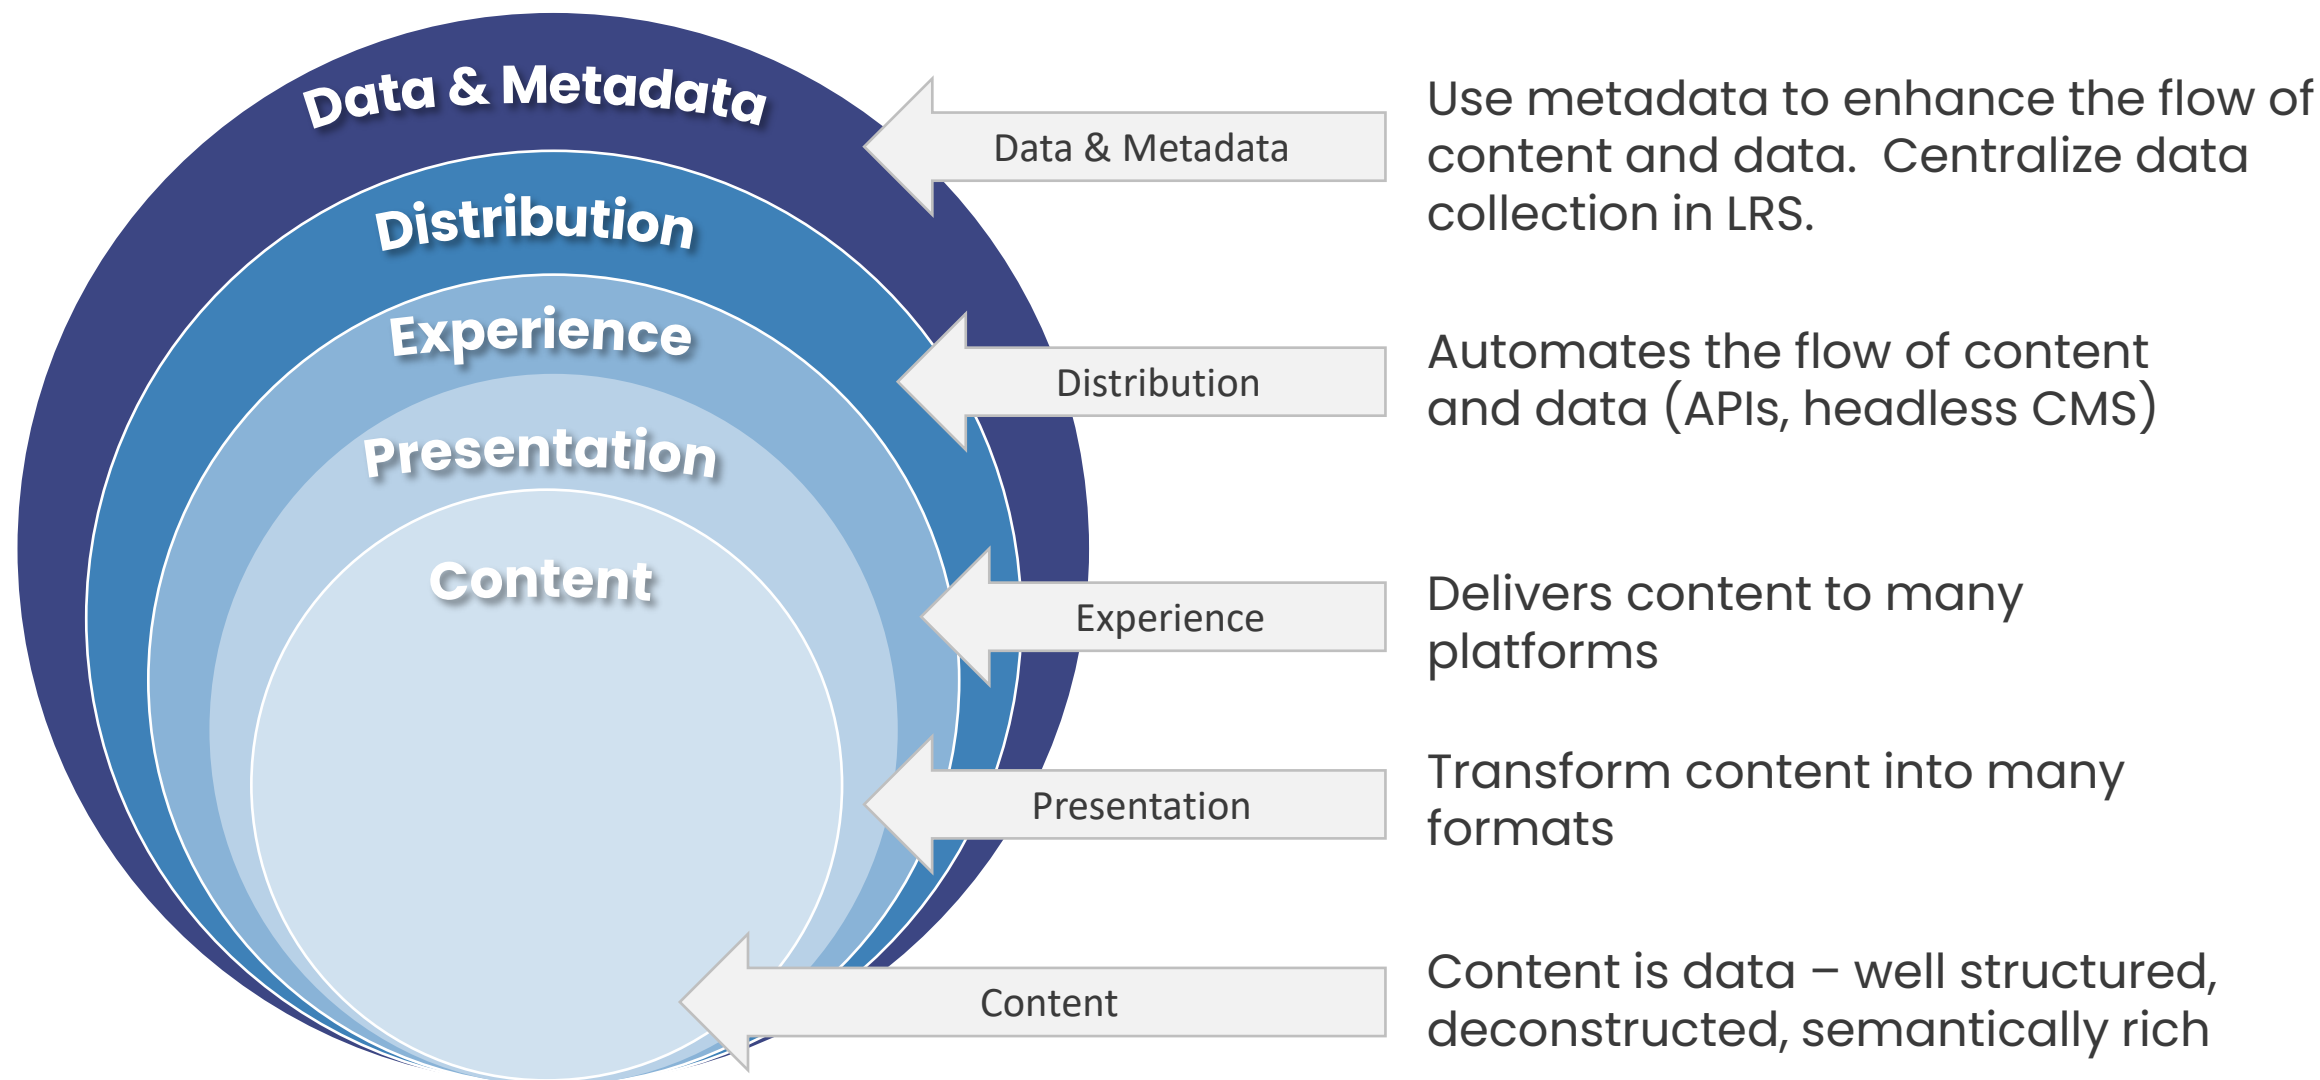 Data & Metadata
Distribution
Experience
Presentation
Content
Data & Metadata
Use metadata to enhance the flow of
content and data.  Centralize data
collection in LRS.
Distribution
Automates the flow of content
and data (APIs, headless CMS)
Experience
Delivers content to many
platforms
Presentation
Transform content into many
formats
Content
Content is data – well structured,
deconstructed, semantically rich